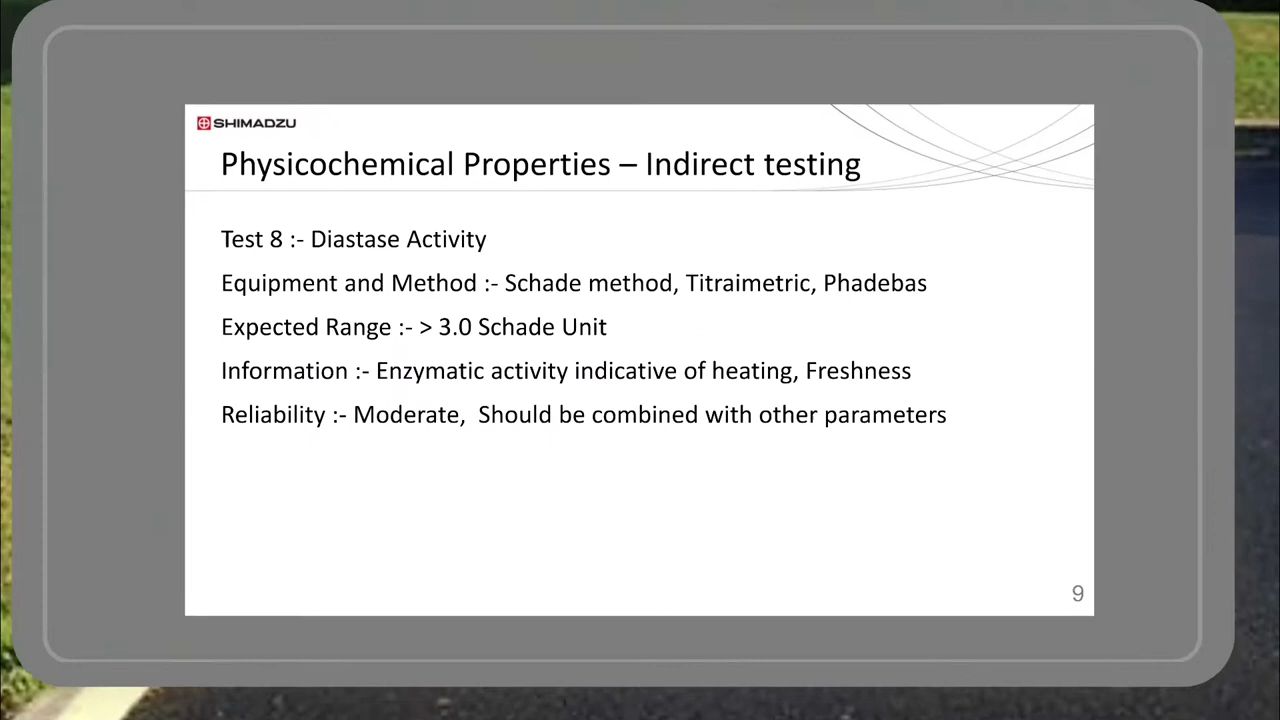 SHIMADZU
Physicochemical Properties – Indirect testing
Test 8 :- Diastase Activity
Equipment and Method :- Schade method, Titraimetric, Phadebas
Expected Range :- > 3.0 Schade Unit
Information :- Enzymatic activity indicative of heating, Freshness
Reliability :- Moderate,  Should be combined with other parameters
9